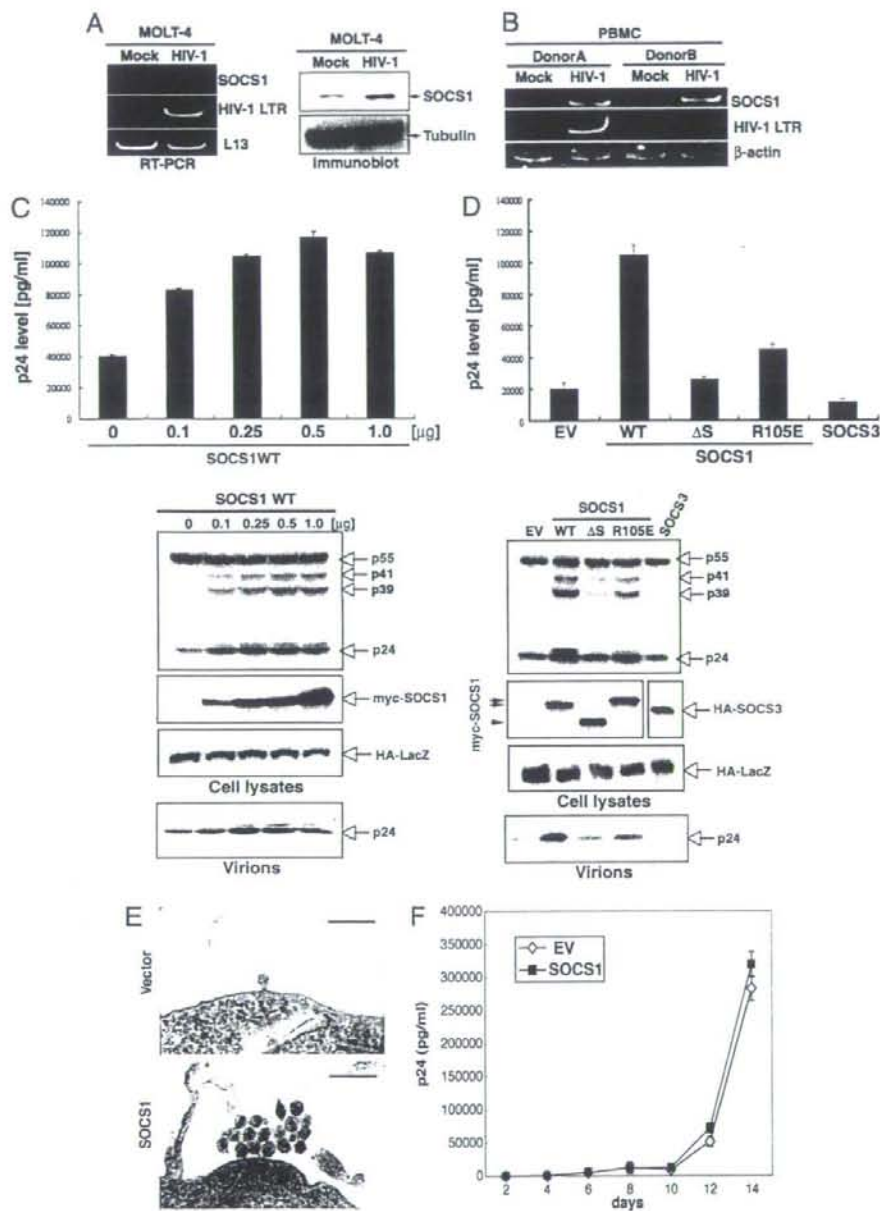 A
MOLT-4
Mock HIV-1
SOCS1
HIV-1 LTR
L13
RT-PCR
MOLT-4
Mock HIV-1
SOCS1
Tubulin
Immunoblot
B
PBMC
DonorA DonorB
Mock HIV-1 Mock HIV-1
SOCS1
HIV-1 LTR
β-actin
C
p24 level [pg/ml]
140000
120000
100000
80000
60000
40000
20000
0
0 0.1 0.25 0.5 1.0 [µg]
SOCS1WT
D
p24 level [pg/ml]
140000
120000
100000
80000
60000
40000
20000
0
EV WT ΔS R105E SOCS3
SOCS1
SOCS1 WT
0 0.1 0.25 0.5 1.0 [µg]
p55
p41
p39
p24
myc-SOCS1
HA-LacZ
Cell lysates
p24
Virions
SOCS1
EV WT ΔS R105E SOCS3
p55
p41
p39
p24
myc-SOCS1
HA-SOCS3
HA-LacZ
Cell lysates
p24
Virions
E
Vector
SOCS1
F
p24 (pg/ml)
400000
350000
300000
250000
200000
150000
100000
50000
0
EV
SOCS1
2 4 6 8 10 12 14
days